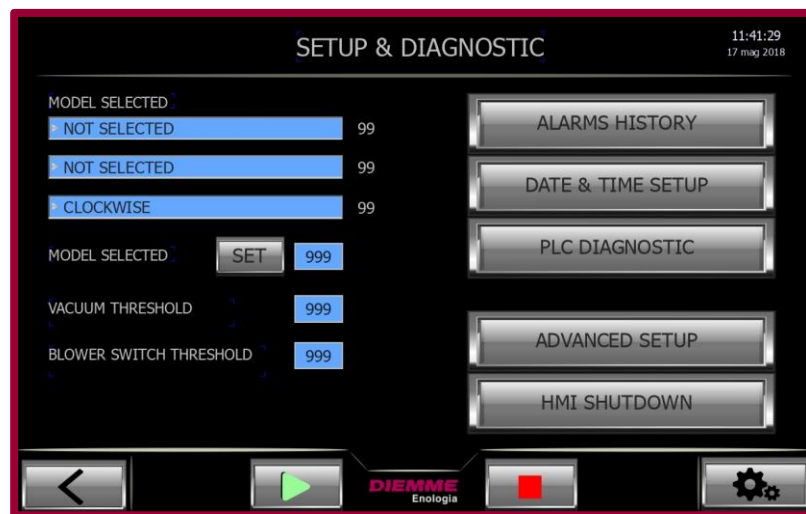 SETUP & DIAGNOSTIC
11:41:29
17 mag 2018
MODEL SELECTED
NOT SELECTED
99
NOT SELECTED
99
CLOCKWISE
99
MODEL SELECTED
SET
999
VACUUM THRESHOLD
999
BLOWER SWITCH THRESHOLD
999
ALARMS HISTORY
DATE & TIME SETUP
PLC DIAGNOSTIC
ADVANCED SETUP
HMI SHUTDOWN
DIEMME
Enologia